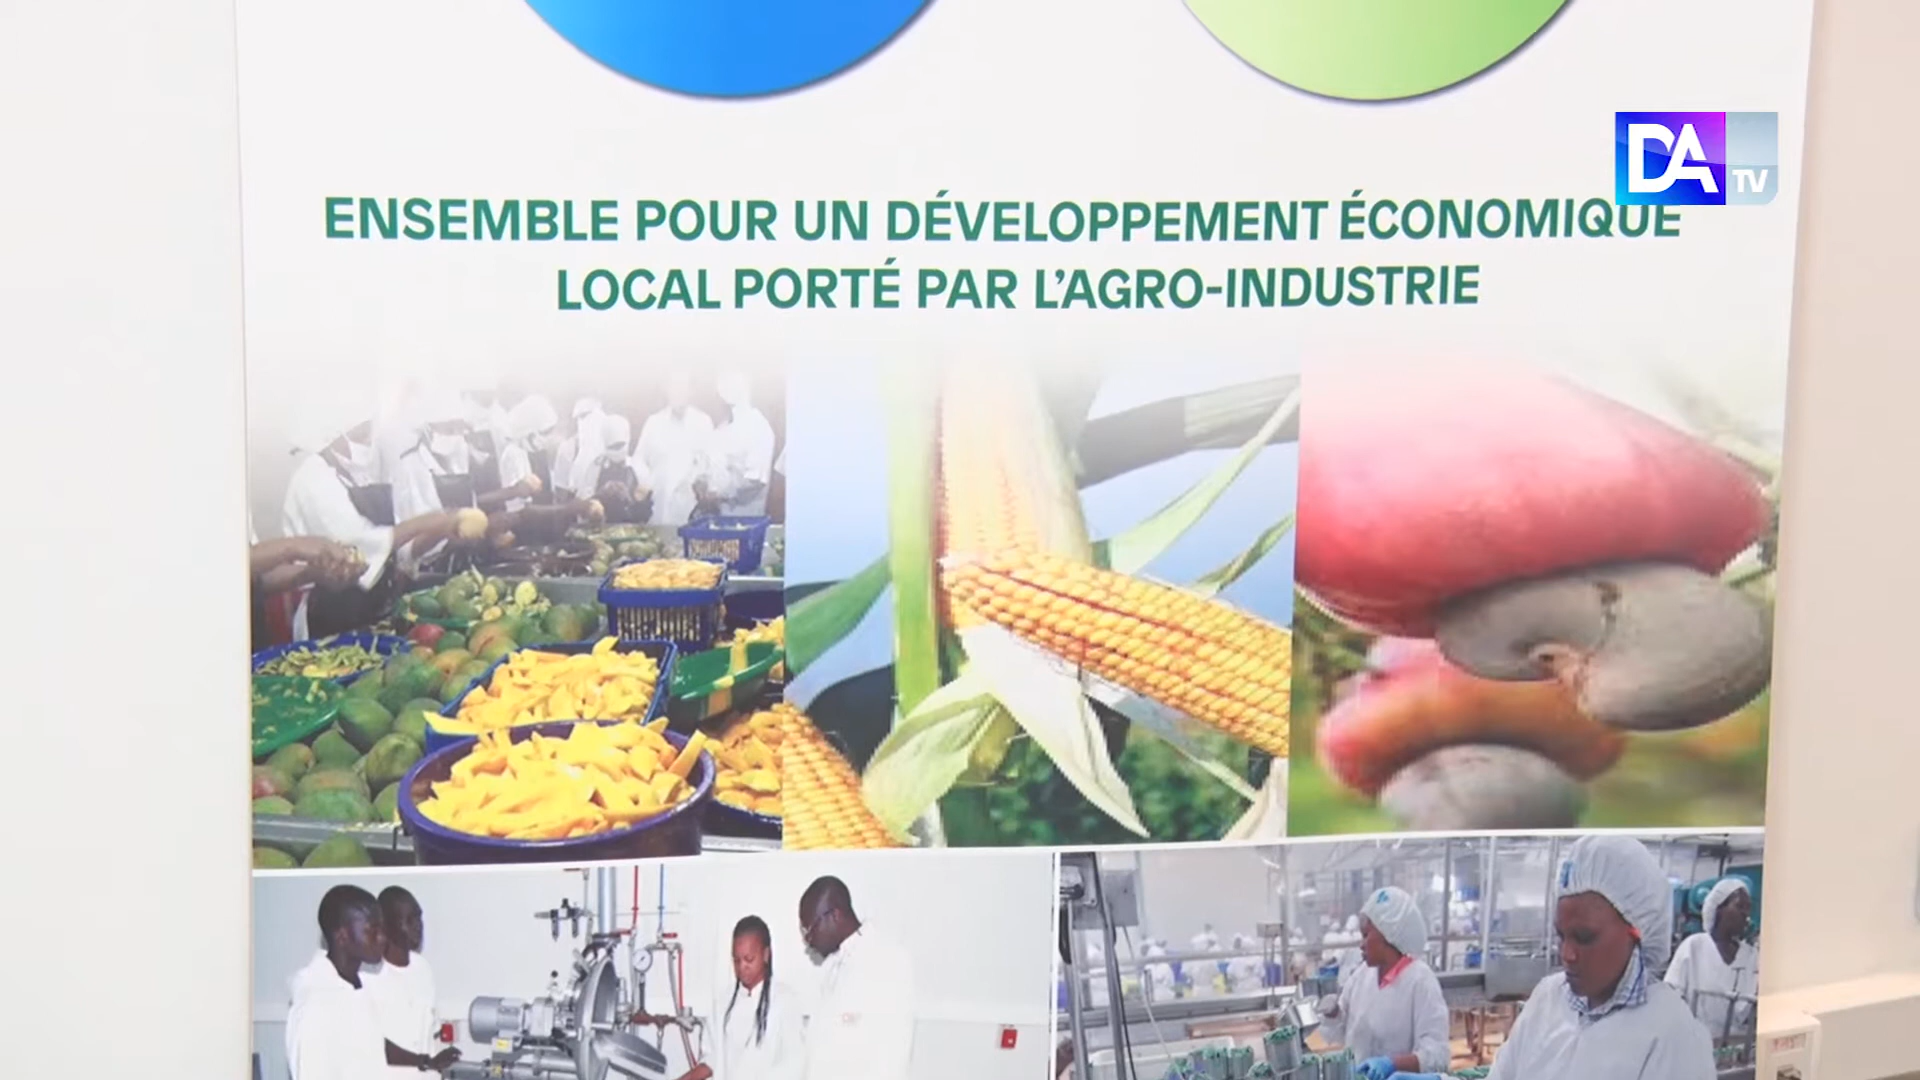 DA TV
ENSEMBLE POUR UN DÉVELOPPEMENT ÉCONOMIQUE
LOCAL PORTÉ PAR L'AGRO-INDUSTRIE